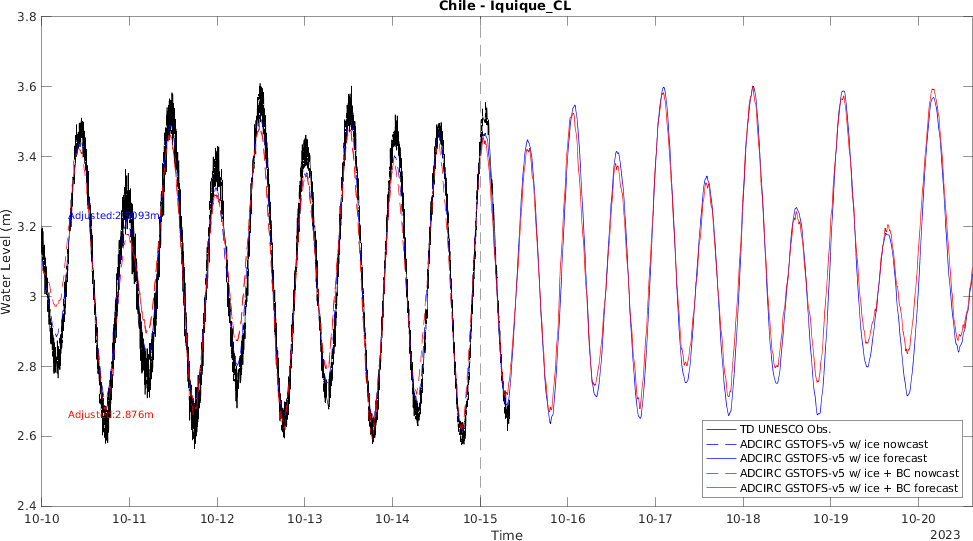 Chile - Iquique_CL
3.8
3.6
3.4
3.2
3
2.8
2.6
2.4
Water Level (m)
Adjusted:2.
Adjusted:2.876m
TD UNESCO Obs.
ADCIRC GSTOFS-v5 w/ ice nowcast
ADCIRC GSTOFS-v5 w/ ice forecast
ADCIRC GSTOFS-v5 w/ ice + BC nowcast
ADCIRC GSTOFS-v5 w/ ice + BC forecast
10-10 10-11 10-12 10-13 10-14 10-15 10-16 10-17 10-18 10-19 10-20
2023
Time